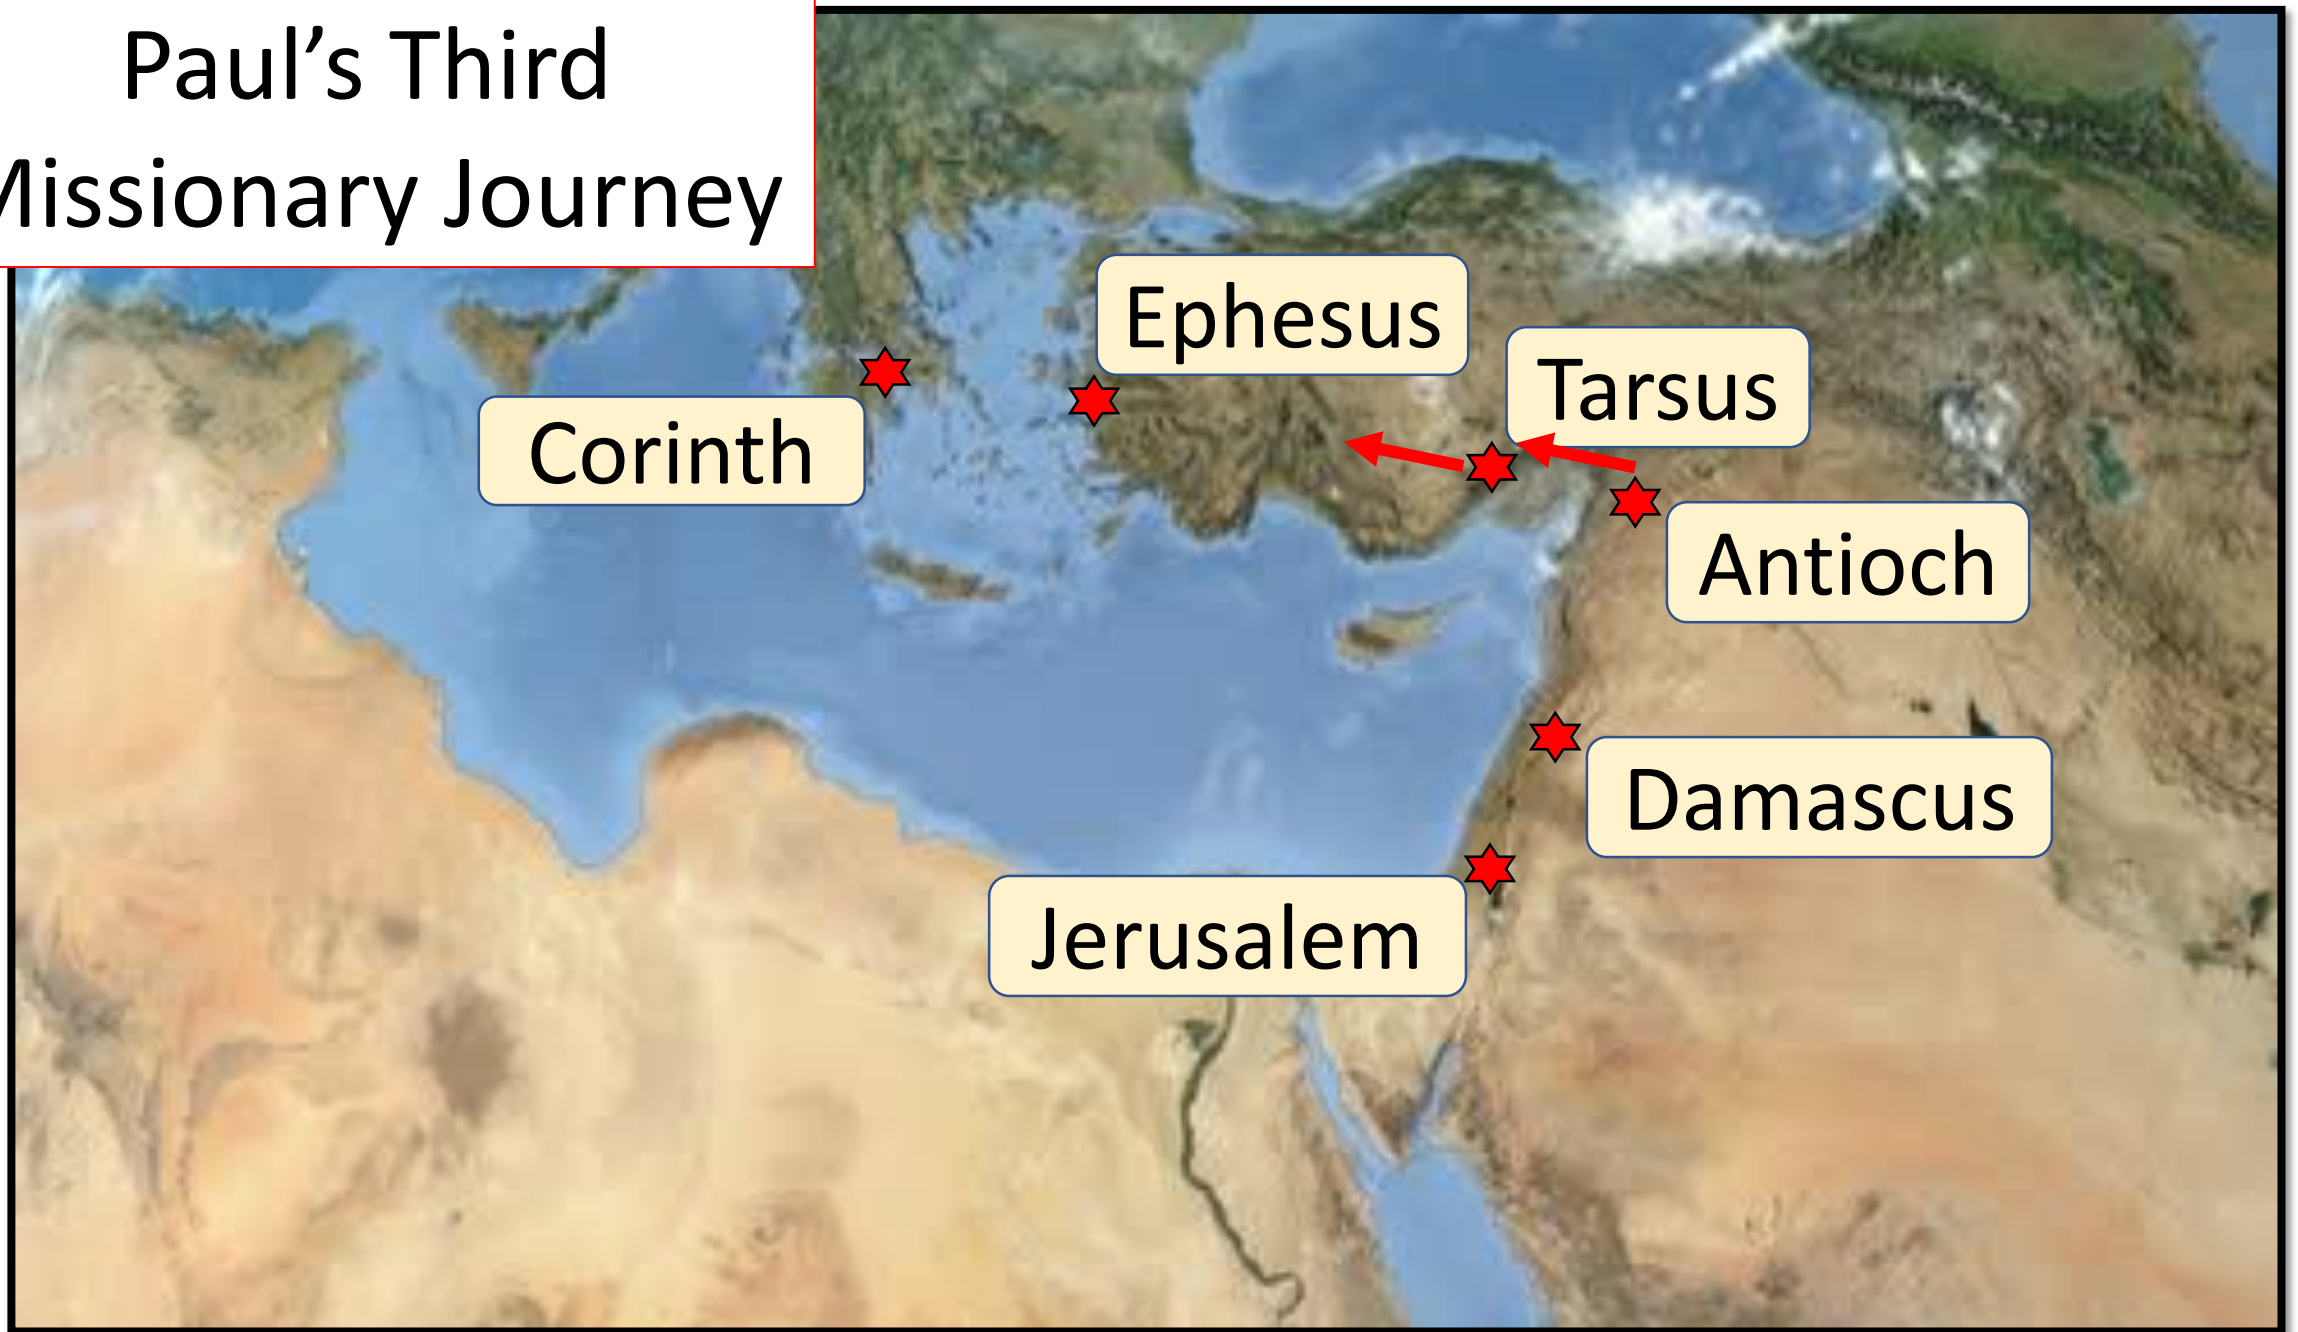 Paul's Third
Missionary Journey
Ephesus
Tarsus
Corinth
Antioch
Damascus
Jerusalem